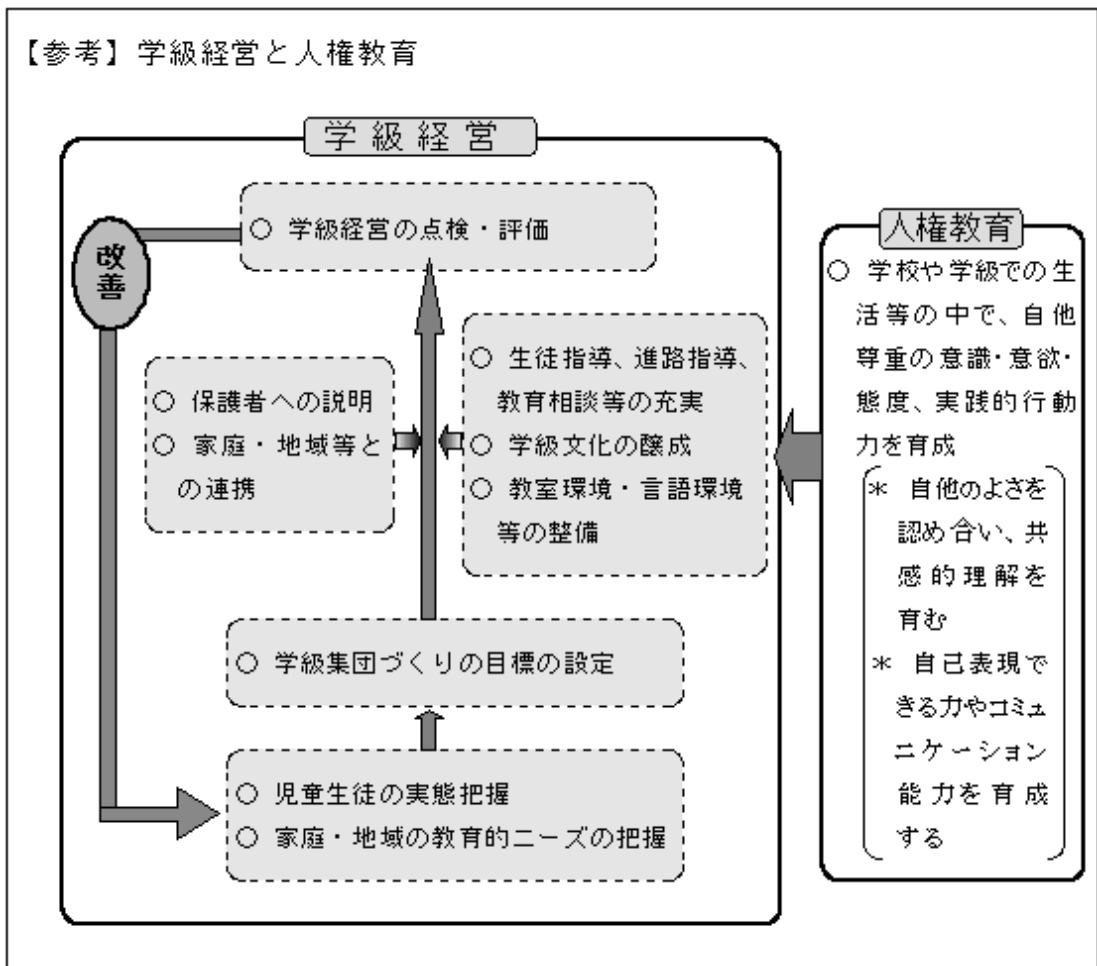 【参考】学級経営と人権教育
学級経営
○ 学級経営の点検・評価
改
善
○ 保護者への説明
○ 家庭・地域等と
の連携
○ 生徒指導、進路指導、
教育相談等の充実
○ 学級文化の醸成
○ 教室環境・言語環境
等の整備
○ 学級集団づくりの目標の設定
○ 児童生徒の実態把握
○ 家庭・地域の教育的ニーズの把握
人権教育
○ 学校や学級での生
活等の中で、自他
尊重の意識・意欲・
態度、実践的行動
力を育成
＊ 自他のよさを
認め合い、共
感的理解を
育む
＊ 自己表現で
きる力やコミュ
ニケーション
能力を育成
する